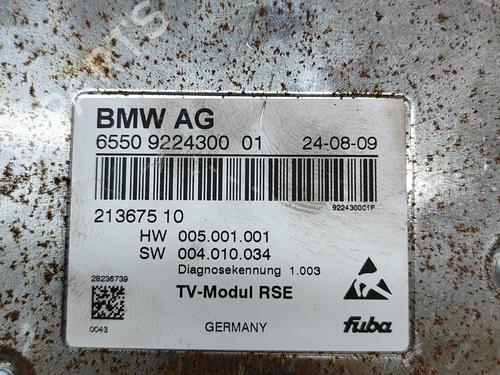 BMW AG
6550 9224300 01 24-08-09
922430001F
213675 10
HW 005.001.001
SW 004.010.034
Diagnosekennung 1.003
2B236739
TV-Modul RSE
0043
GERMANY
fuba